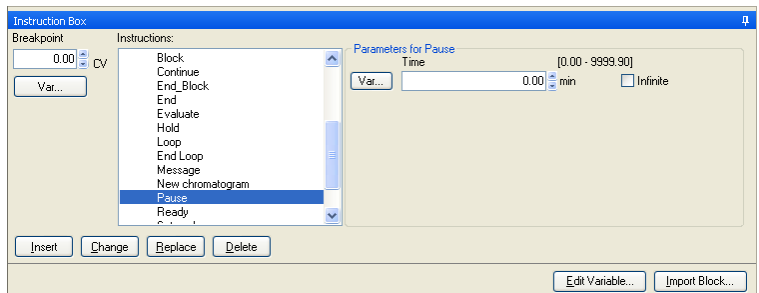 Instruction Box
Breakpoint
0.00 CV
Var...
Instructions:
Block
Continue
End_Block
End
Evaluate
Hold
Loop
End Loop
Message
New chromatogram
Pause
Ready
Parameters for Pause
Time [0.00 - 9999.90]
Var... 0.00 min Infinite
Insert Change Replace Delete
Edit Variable... Import Block...